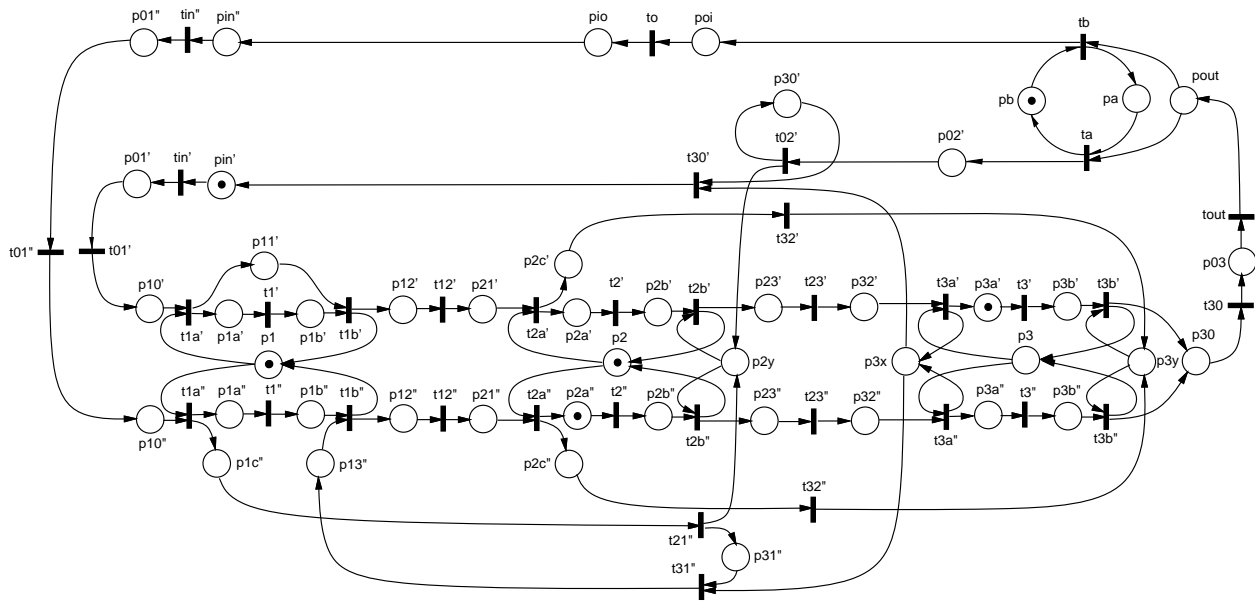 p01" tin" pin" pio to poi tb
p30' pb pa pout
p01' tin' pin' t30' t02' p02' ta
t01" t01' t32' tout
p11' p2c' p03
p10' t1' p12' t12' p21' t2' p2b' t2b' p23' t23' p32' t3a' p3a' t3' p3b' t3b' t30
t1a' p1a' p1 p1b' t1b' t2a' p2a' p2 p3 p30
p2y p3x p3y
t1a" p1a" t1" p1b" t1b" p12" t12" p21" t2a" p2a" t2" p2b" p23" t23" p32" p3a" t3" p3b"
p10" t2b" t3a" t3b"
p1c" p13" p2c"
t32"
t21"
p31"
t31"